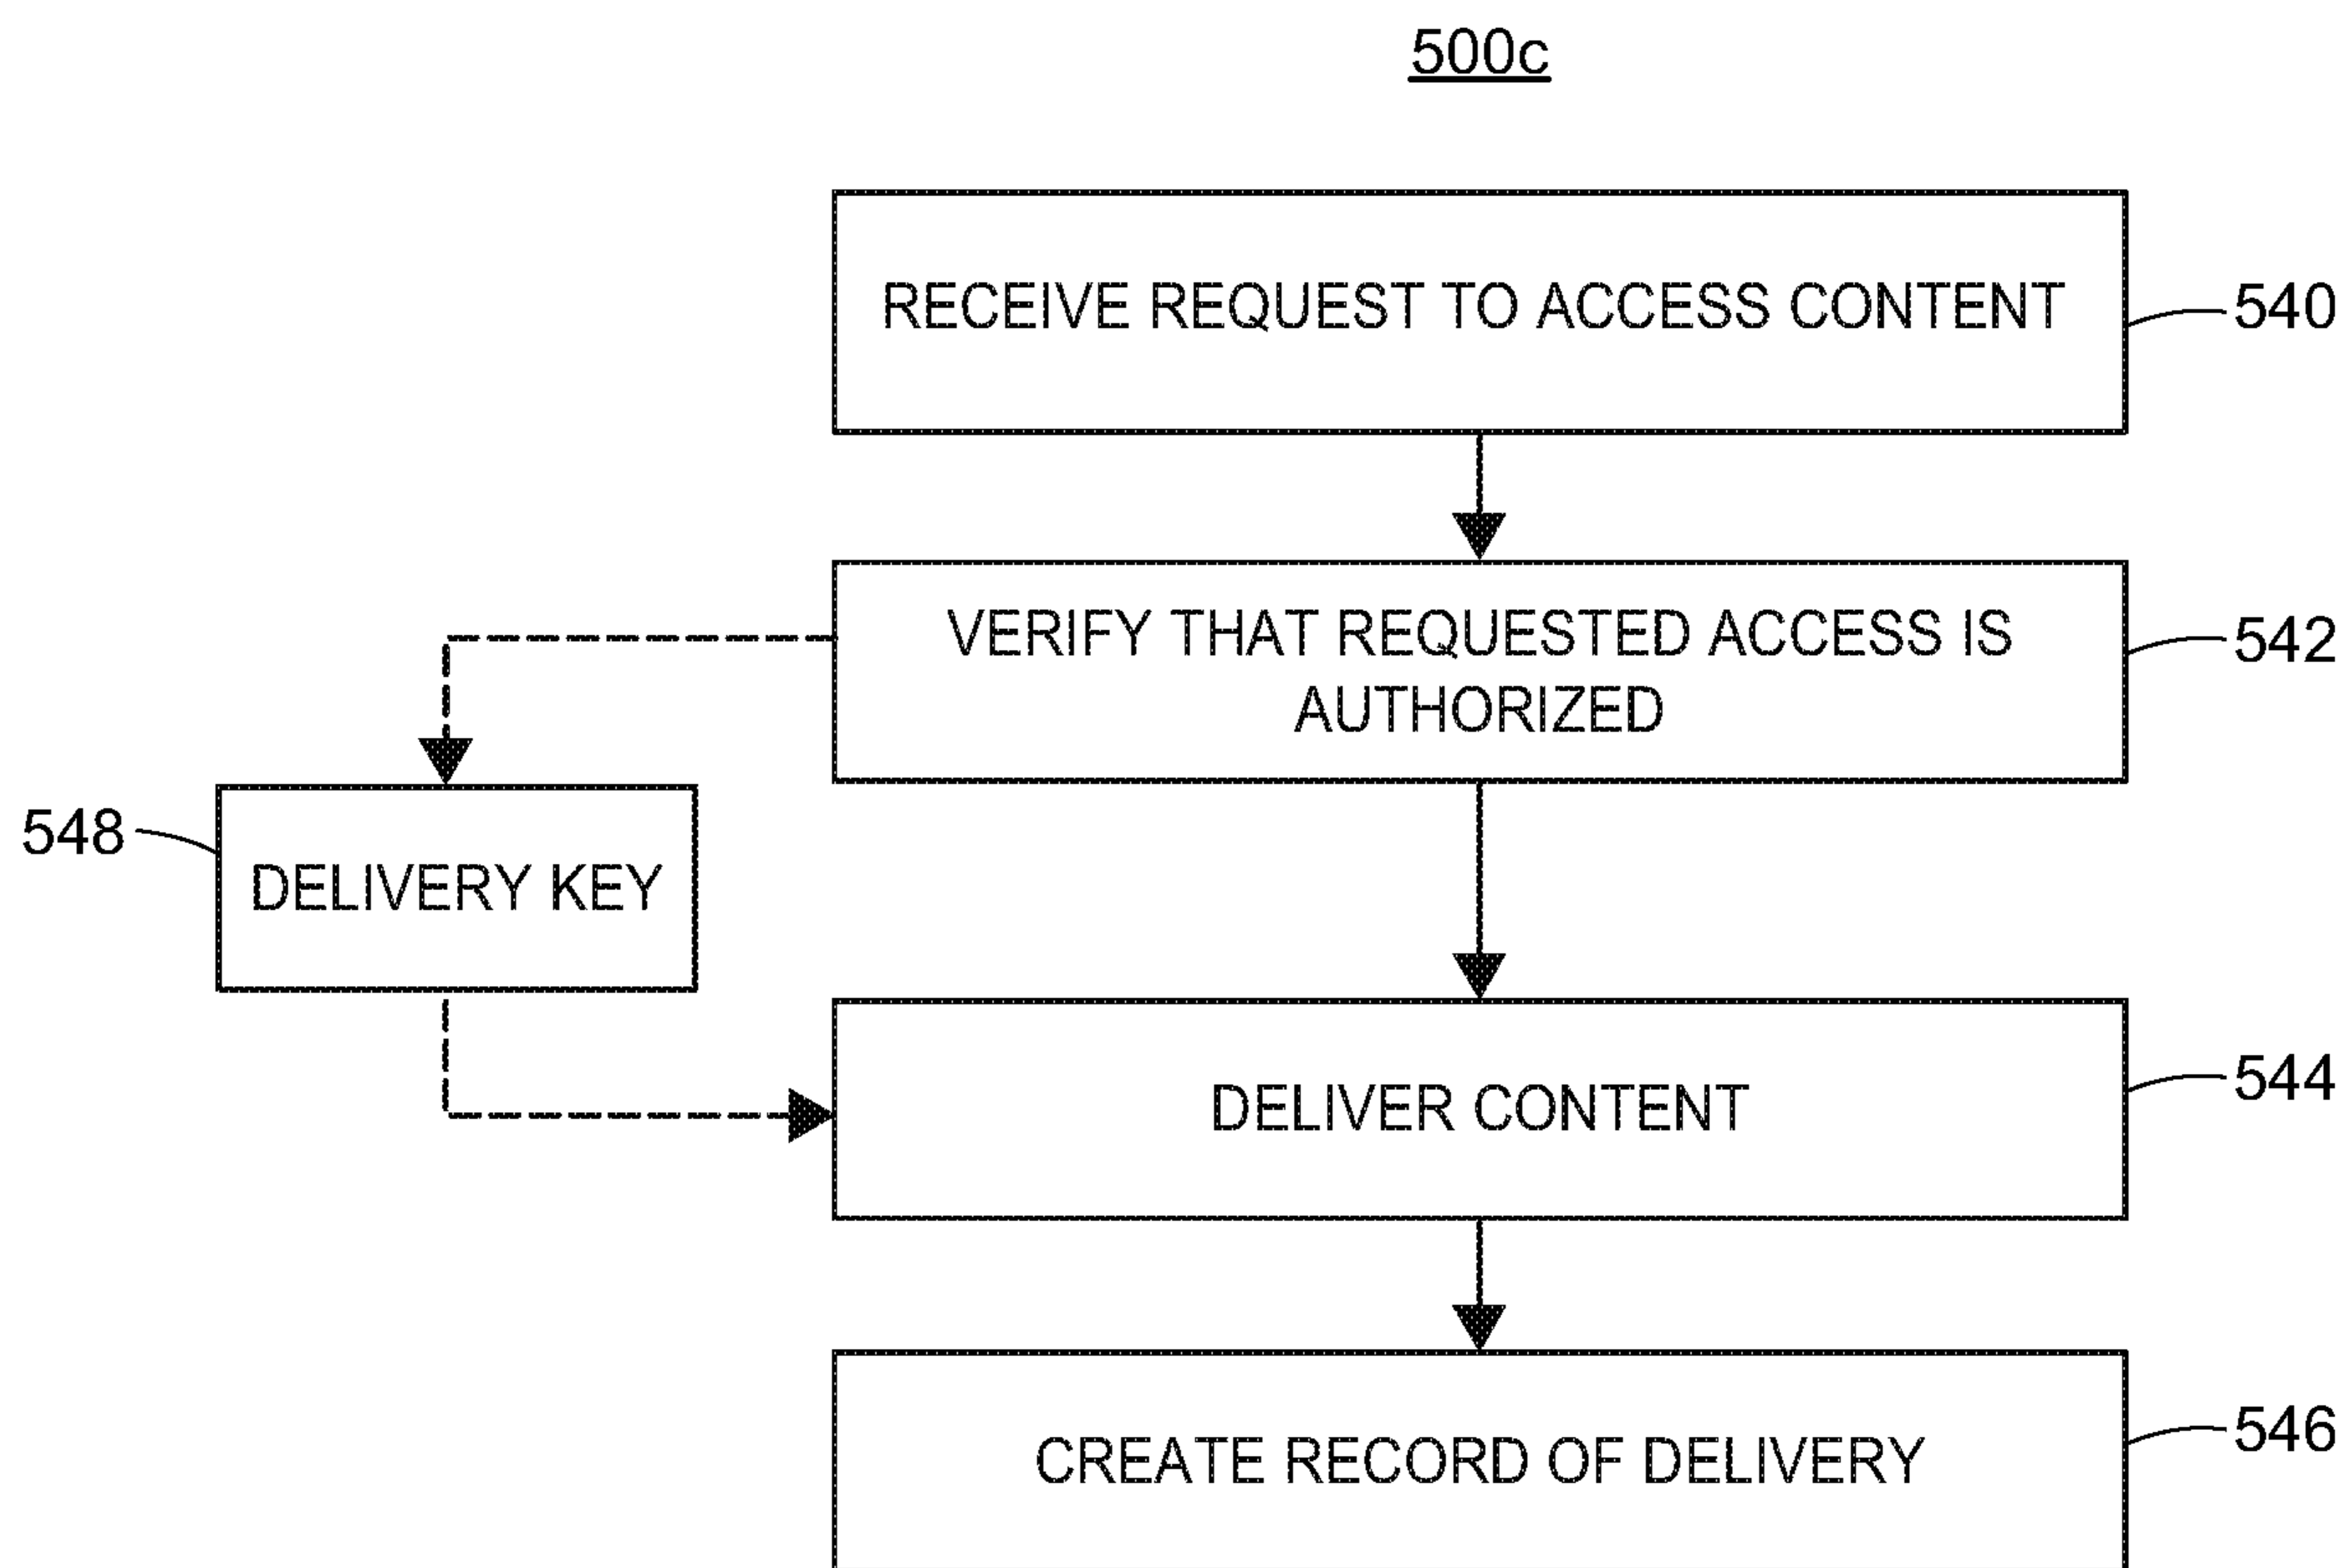 500c
RECEIVE REQUEST TO ACCESS CONTENT
540
VERIFY THAT REQUESTED ACCESS IS
AUTHORIZED
542
548
DELIVERY KEY
DELIVER CONTENT
544
CREATE RECORD OF DELIVERY
546